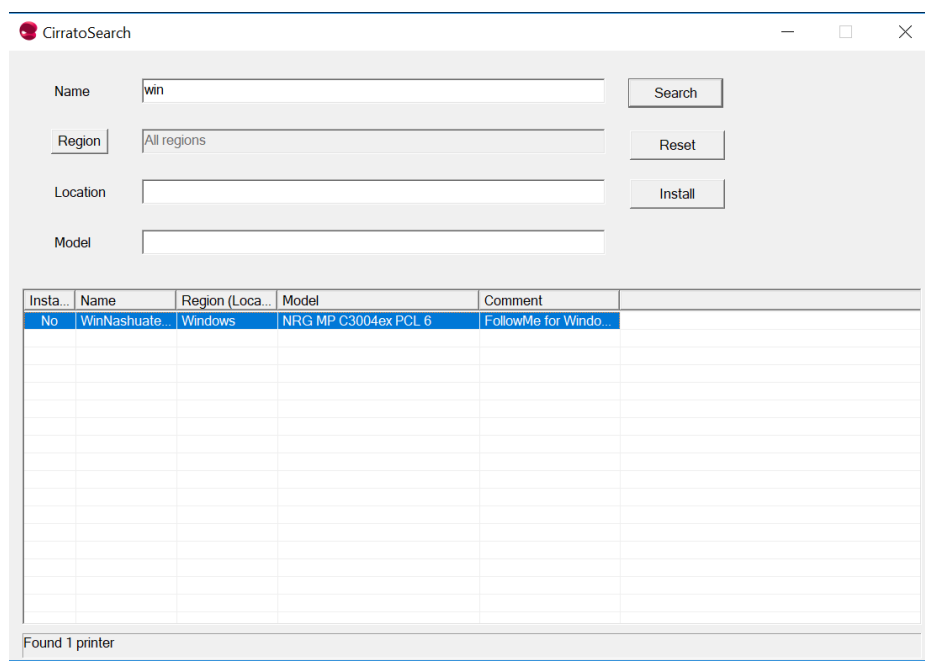 CirratoSearch
Name win Search
Region All regions Reset
Location Install
Model
Insta... Name Region (Loca... Model Comment
No WinNashuate... Windows NRG MP C3004ex PCL 6 FollowMe for Windo...
Found 1 printer